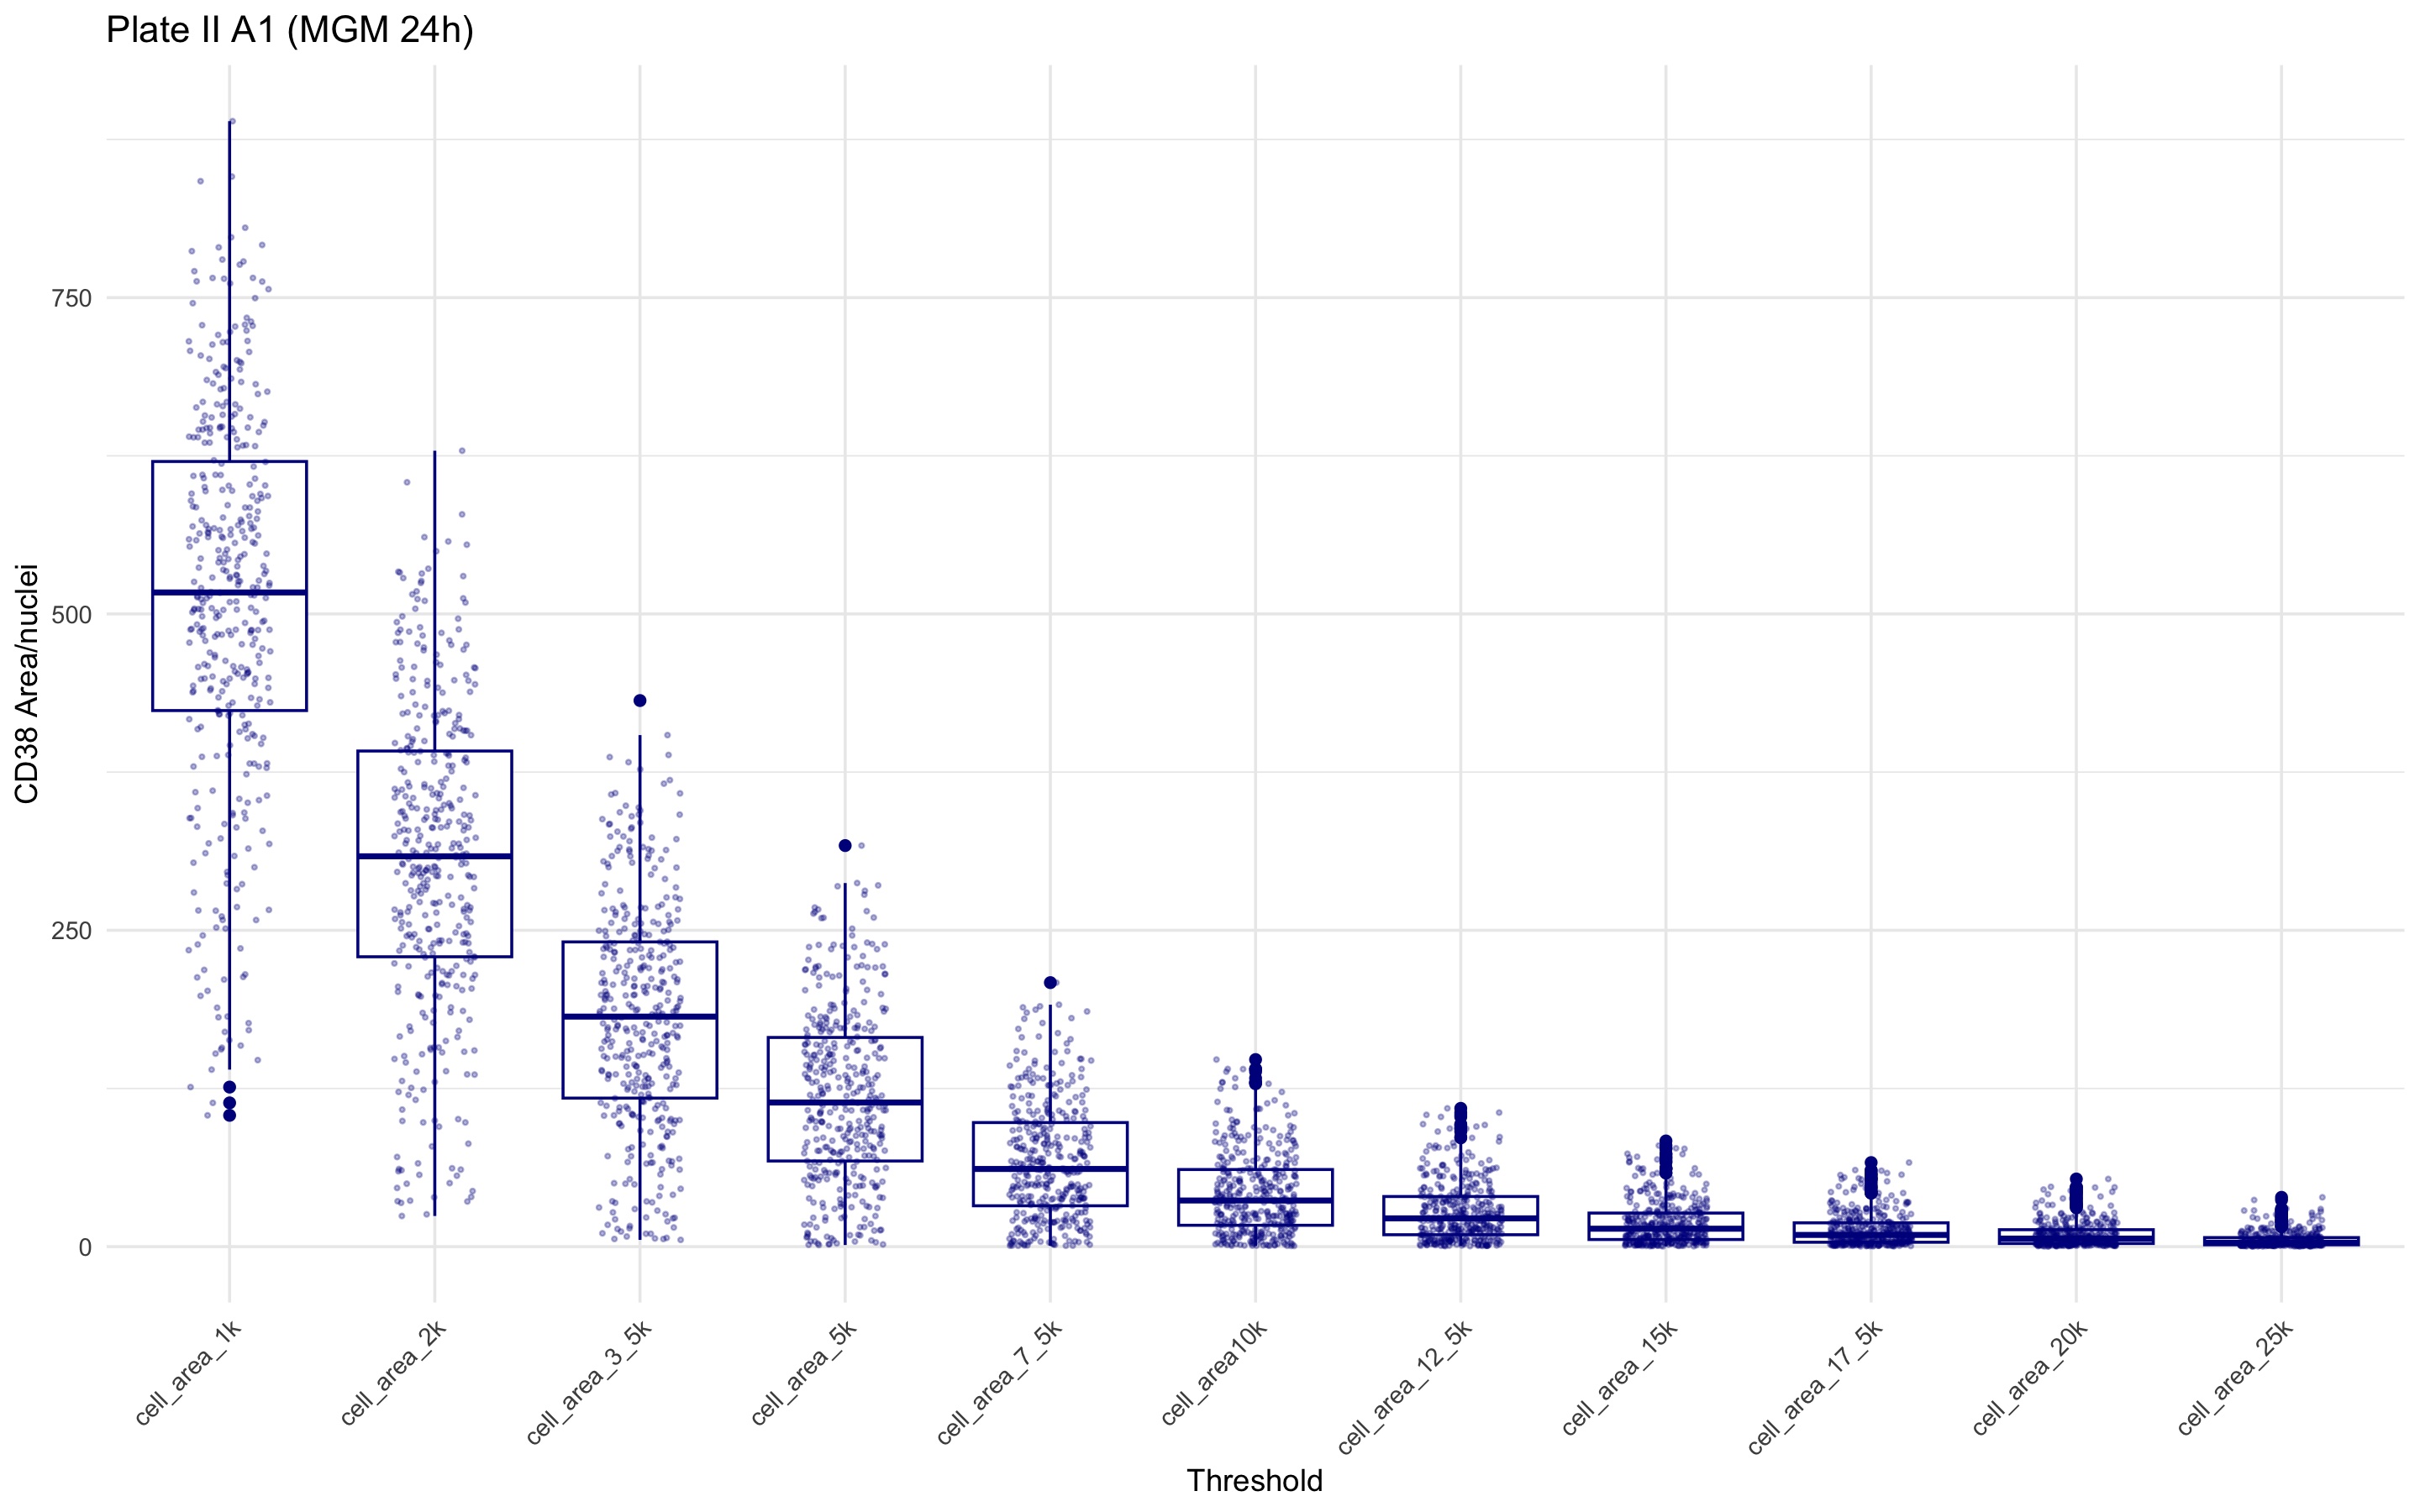 Plate II A1 (MGM 24h)
CD38 Area/nuclei
750
500
250
0
cell_area_1k
cell_area_2k
cell_area_3_5k
cell_area_5k
cell_area_7_5k
cell_area10k
cell_area_12_5k
cell_area_15k
cell_area_17_5k
cell_area_20k
cell_area_25k
Threshold